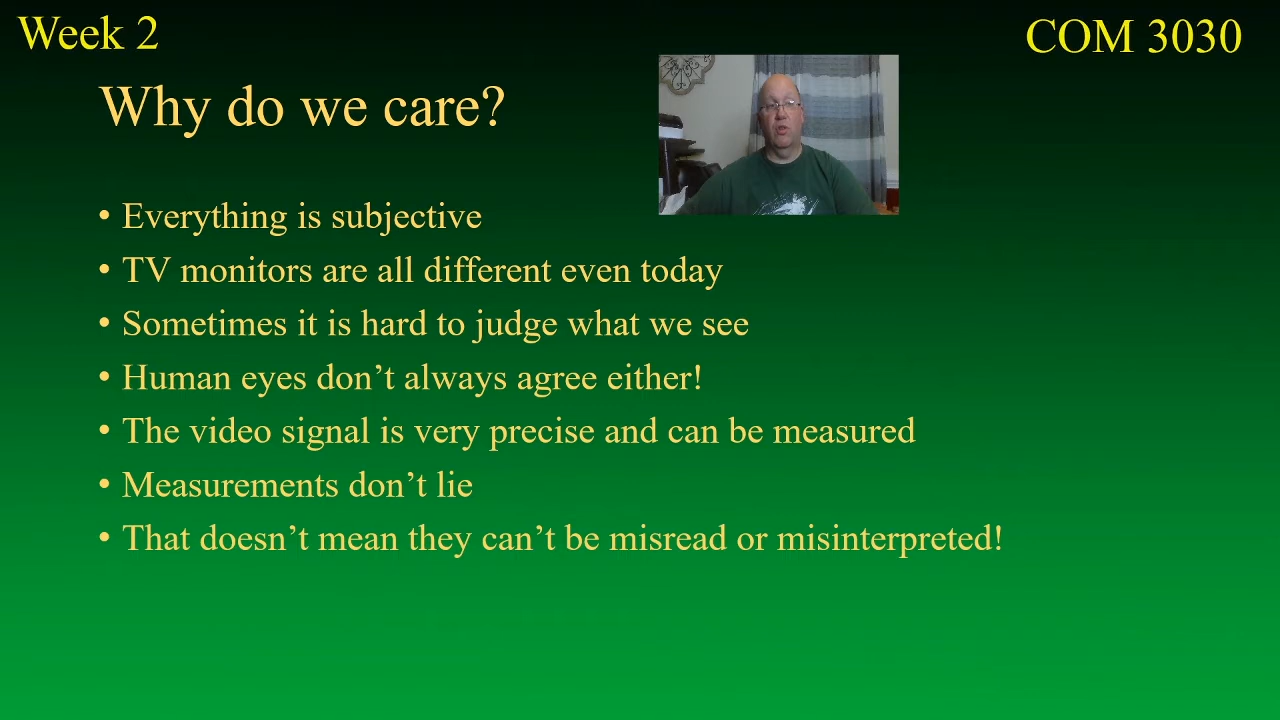 Week 2
COM 3030
Why do we care?
• Everything is subjective
• TV monitors are all different even today
• Sometimes it is hard to judge what we see
• Human eyes don’t always agree either!
• The video signal is very precise and can be measured
• Measurements don’t lie
• That doesn’t mean they can’t be misread or misinterpreted!